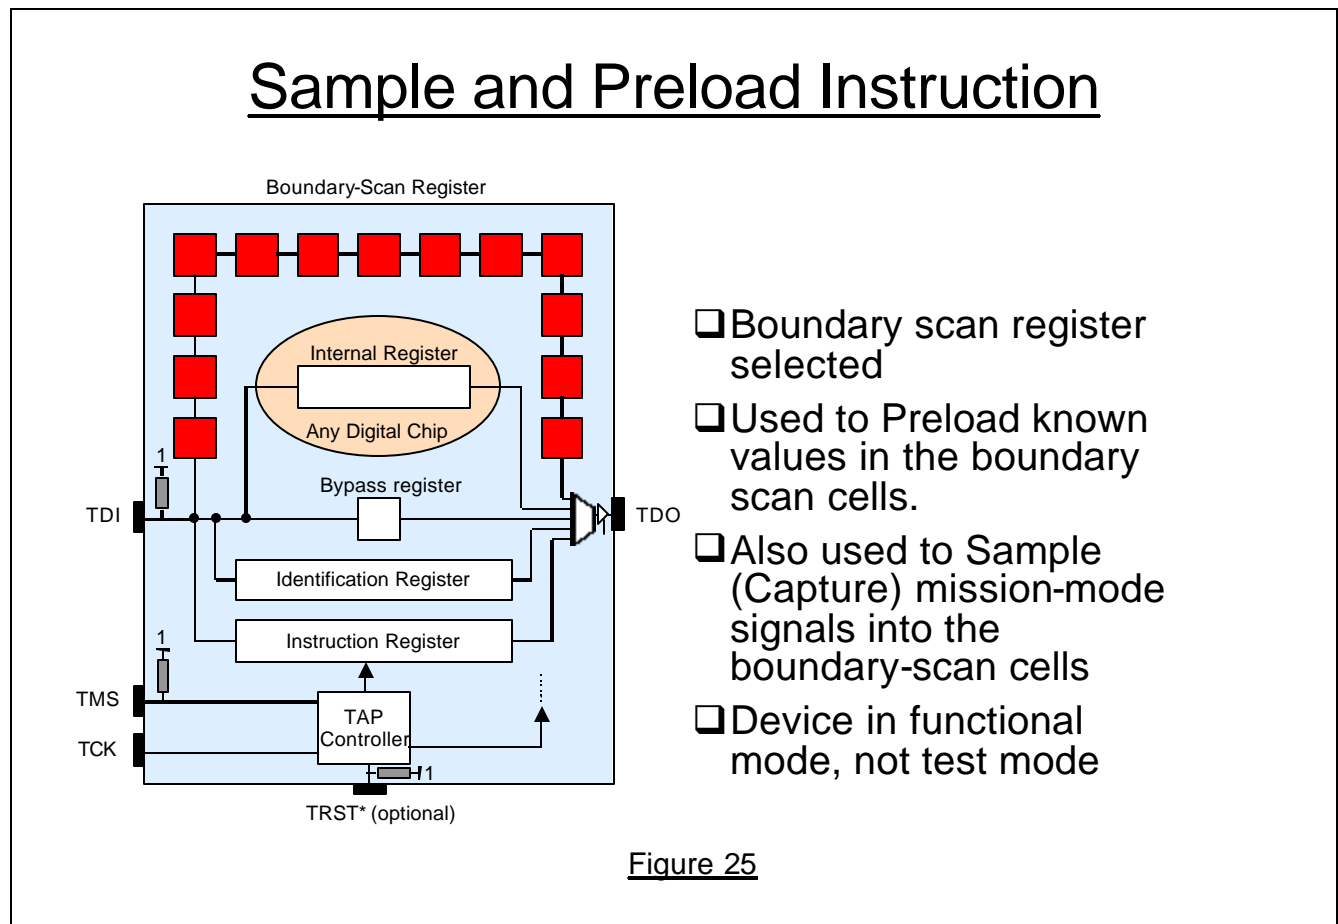 Sample and Preload Instruction
Boundary-Scan Register
Internal Register
Any Digital Chip
1
Bypass register
TDI
TDO
Identification Register
1
Instruction Register
TMS
TAP
Controller
TCK
1
TRST* (optional)
❑Boundary scan register
selected
❑Used to Preload known
values in the boundary
scan cells.
❑Also used to Sample
(Capture) mission-mode
signals into the
boundary-scan cells
❑Device in functional
mode, not test mode
Figure 25